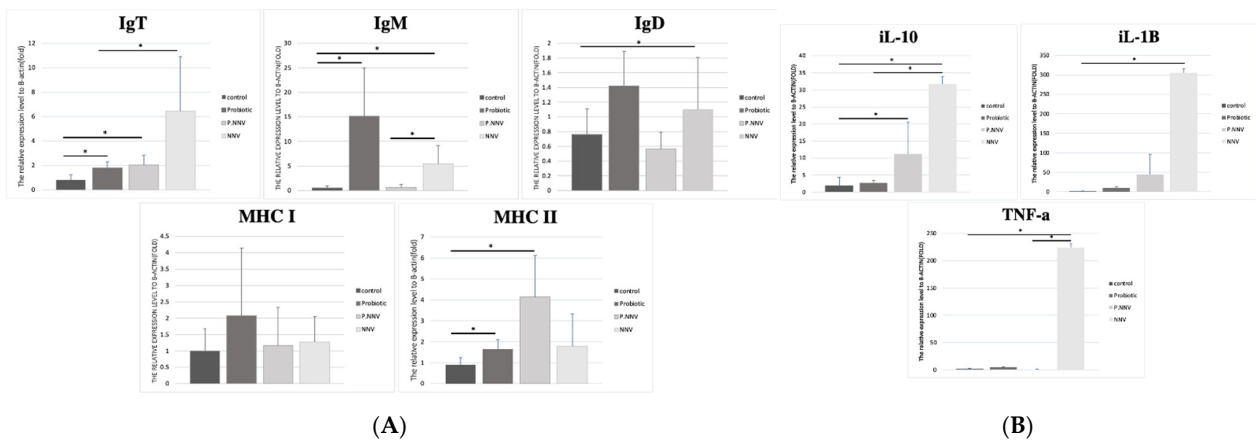 IgT
The relative expression level to B-actin(fold)
12
10
8
6
4
2
0
*
*
*
control
Probiotic
P.NNV
NNV
IgM
THE RELATIVE EXPRESSION LEVEL TO B-ACTIN(FOLD)
30
25
20
15
10
5
0
*
*
*
control
Probiotic
P.NNV
NNV
IgD
THE RELATIVE EXPRESSION LEVEL TO B-ACTIN(FOLD)
2
1.8
1.6
1.4
1.2
1
0.8
0.6
0.4
0.2
0
*
control
Probiotic
P.NNV
NNV
MHC I
THE RELATIVE EXPRESSION LEVEL TO B-ACTIN(FOLD)
4.5
4
3.5
3
2.5
2
1.5
1
0.5
0
control
Probiotic
P.NNV
NNV
MHC II
The relative expression level to B-actin(fold)
7
6
5
4
3
2
1
0
*
*
control
Probiotic
P.NNV
NNV
(A)
iL-10
The relative expression level to B-ACTIN(FOLD)
40
35
30
25
20
15
10
5
0
*
*
*
control
Probiotic
P.NNV
NNV
iL-1B
The relative expression level to B-ACTIN(FOLD)
350
300
250
200
150
100
50
0
*
control
Probiotic
P.NNV
NNV
TNF-a
The relative expression level to B-ACTIN(FOLD)
250
200
150
100
50
0
*
*
control
Probiotic
P.NNV
NNV
(B)